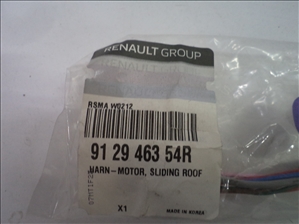 RENAULT GROUP
RSMA W0212
91 29 463 54R
HARN-MOTOR, SLIDING ROOF
X1
MADE IN KOREA